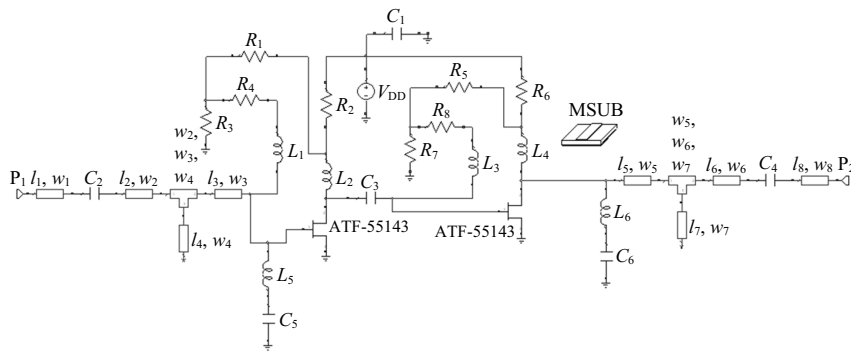 C1
R1
R5
R4
R2
VDD
R8
R6
MSUB
w2,
w3,
w4
R3
R7
w5,
w6,
w7
L1
L3
L4
P1 l1, w1
C2
l2, w2
l3, w3
L2
C3
l5, w5
l6, w6
C4
l8, w8 P2
l4, w4
ATF-55143
ATF-55143
L6
l7, w7
L5
C6
C5